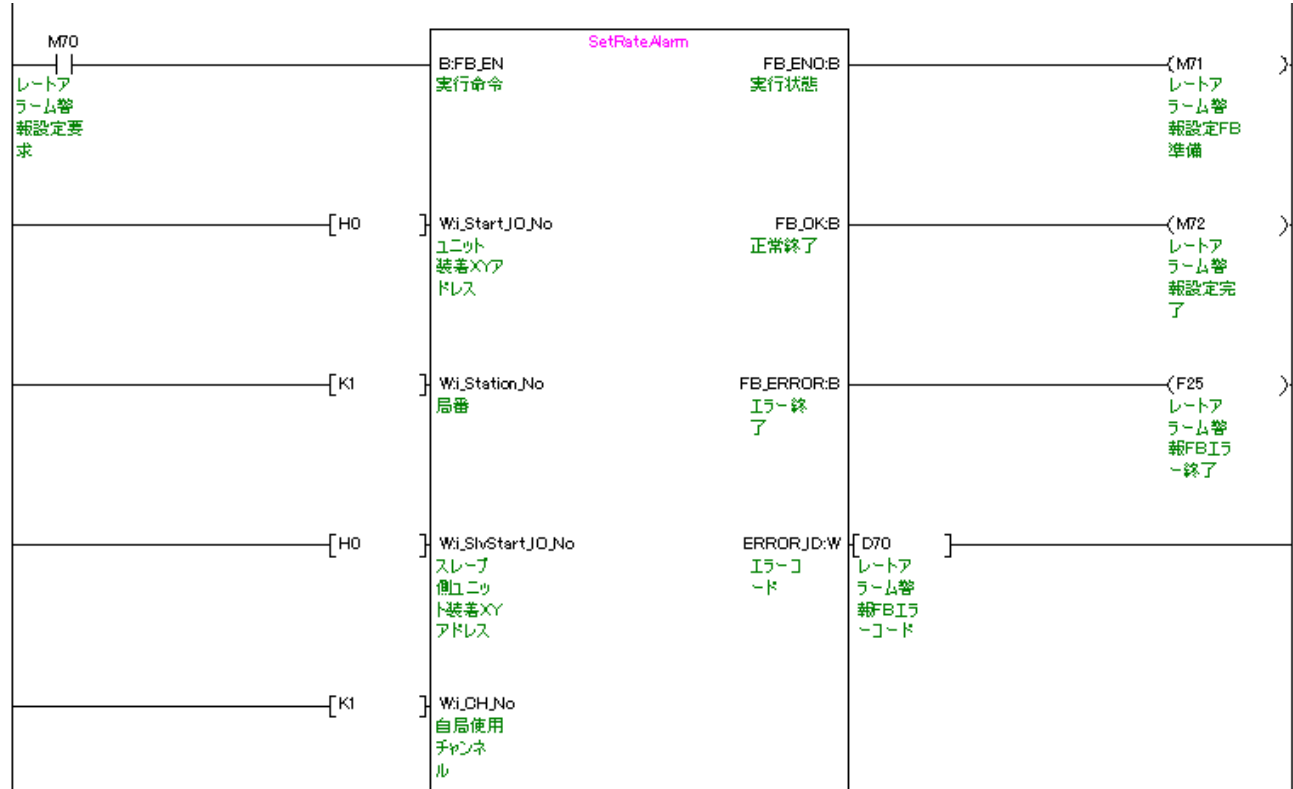 M70
レートア
ラーム警
報設定要
求
SetRateAlarm
B:FB_EN
実行命令
FB_ENO:B
実行状態
M71
レートア
ラーム警
報設定FB
準備
H0
W:i_Start_IO_No
ユニット
装着XYア
ドレス
FB_OK:B
正常終了
M72
レートア
ラーム警
報設定完
了
K1
W:i_Station_No
局番
FB_ERROR:B
エラー終
了
F25
レートア
ラーム警
報FBエラ
ー終了
H0
W:i_SlvStart_IO_No
スレーブ
側ユニッ
ト装着XY
アドレス
ERROR_ID:W
エラーコ
ード
D70
レートア
ラーム警
報FBエラ
ーコード
K1
W:i_CH_No
自局使用
チャンネ
ル